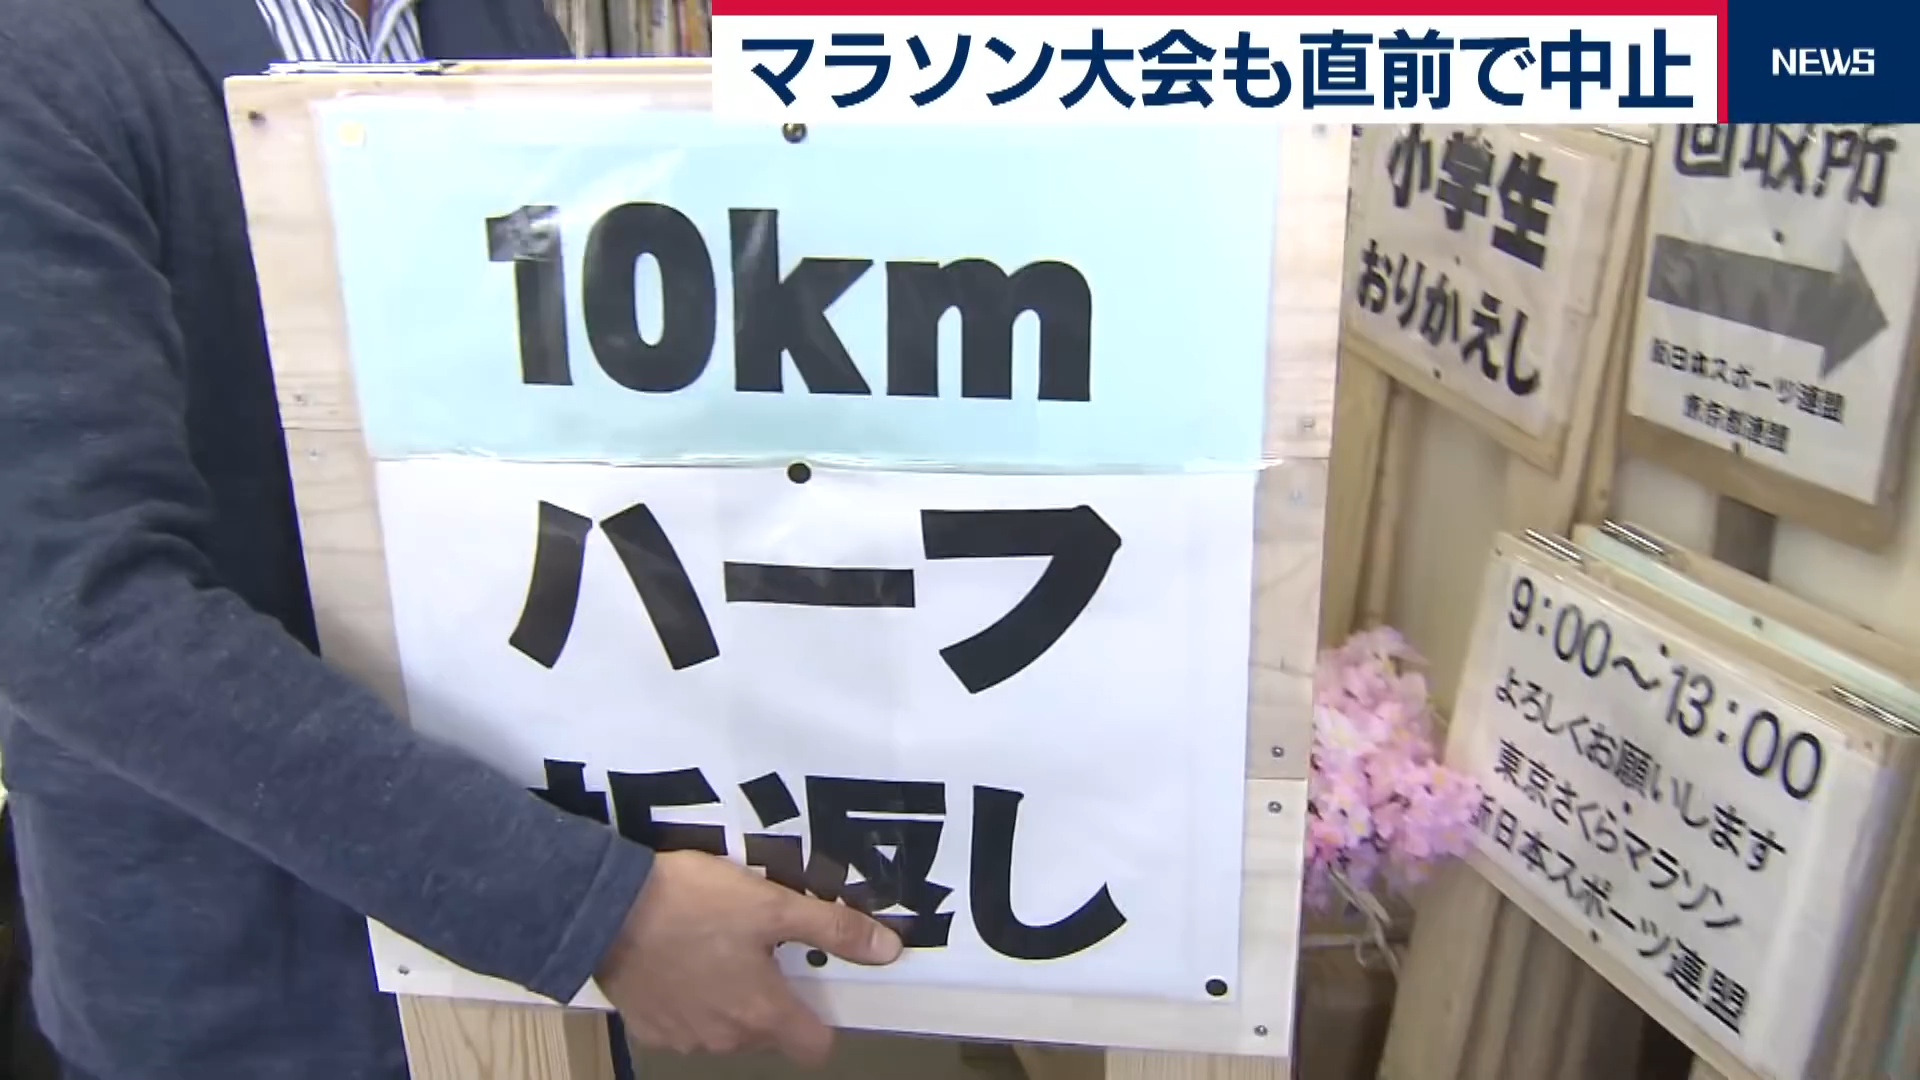 マラソン大会も直前で中止
NEWS
10km
ハーフ
折返し
小学生
おりかえし
回収所
新日本スポーツ連盟
東京都連盟
9:00～13:00
よろしくお願いします
東京さくらマラソン
新日本スポーツ連盟